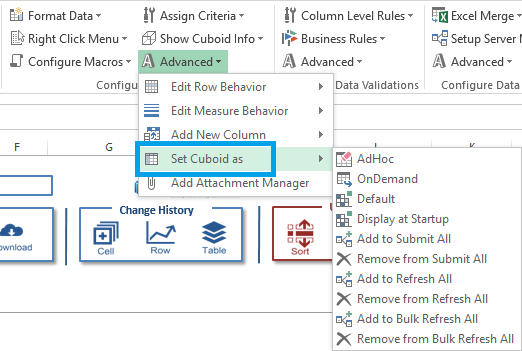 Format Data
Assign Criteria
Column Level Rules
Excel Merge
Right Click Menu
Show Cuboid Info
Business Rules
Setup Server
Configure Macros
Advanced
Advanced
Advanced
Data Validations
Edit Row Behavior
Edit Measure Behavior
Add New Column
Set Cuboid as
Add Attachment Manager
F
G
K
AdHoc
OnDemand
Default
Display at Startup
Add to Submit All
Remove from Submit All
Add to Refresh All
Remove from Refresh All
Add to Bulk Refresh All
Remove from Bulk Refresh All
Change History
Cell
Row
Table
Sort